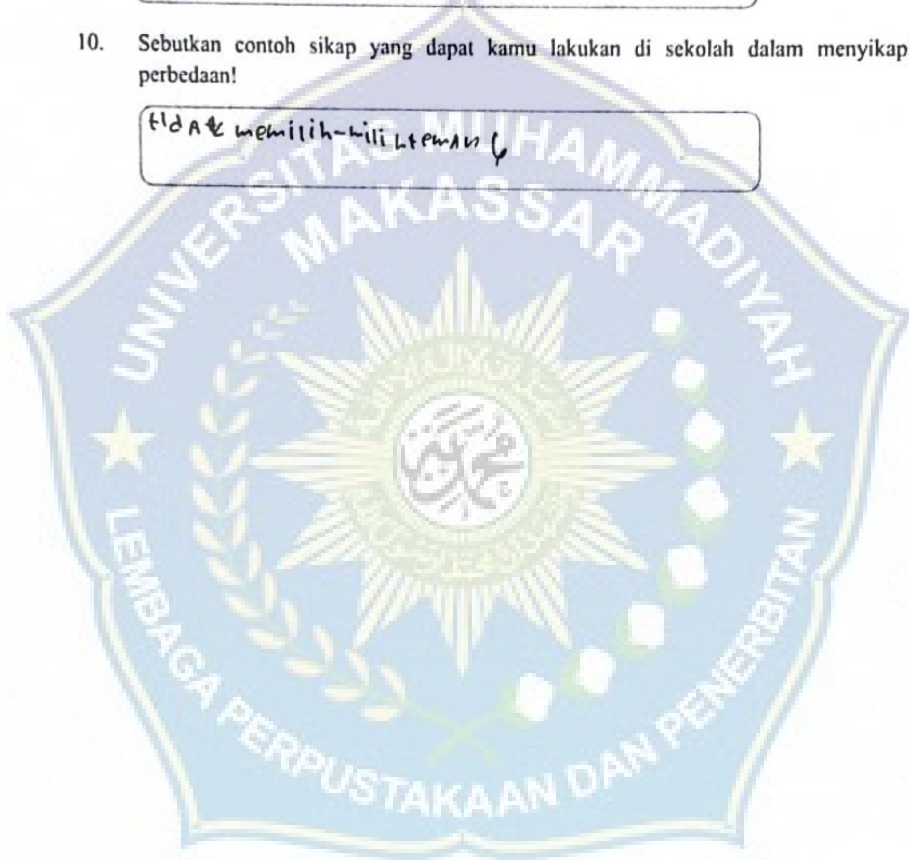 10. Sebutkan contoh sikap yang dapat kamu lakukan di sekolah dalam menyikap
perbedaan!
tidAk memilih-mili temAn
UNIVERSITAS MUHAMMADIYAH
MAKASSAR
LEMBAGA PERPUSTAKAAN DAN PENERBITAN